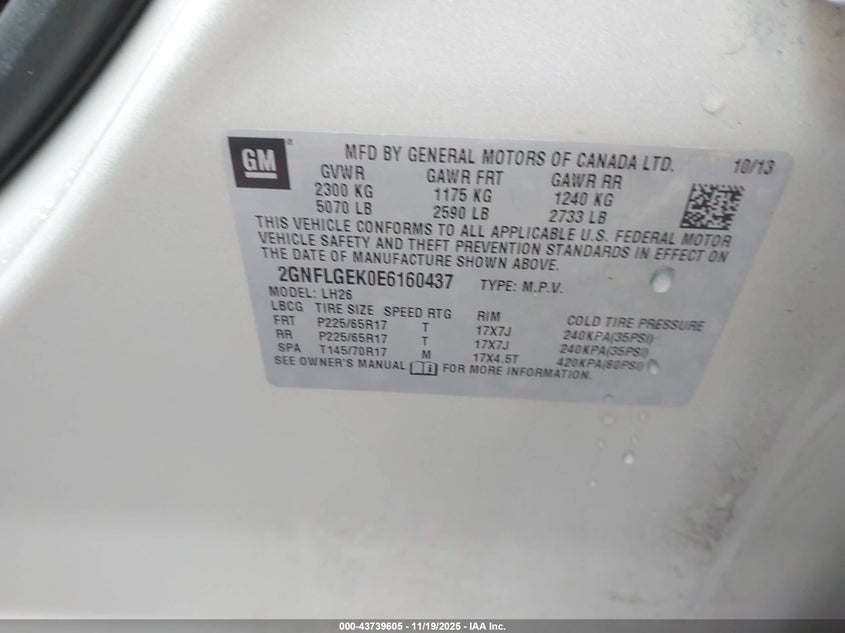 GM
MFD BY GENERAL MOTORS OF CANADA LTD. 10/13
GVWR GAWR FRT GAWR RR
2300 KG 1175 KG 1240 KG
5070 LB 2590 LB 2733 LB
THIS VEHICLE CONFORMS TO ALL APPLICABLE U.S. FEDERAL MOTOR
VEHICLE SAFETY AND THEFT PREVENTION STANDARDS IN EFFECT ON
THE DATE OF MANUFACTURE SHOWN ABOVE.
2GNFLGEK0E6160437 TYPE: M.P.V.
MODEL: LH26
LBCG TIRE SIZE SPEED RTG RIM COLD TIRE PRESSURE
FRT P225/65R17 T 17X7J 240KPA(35PSI)
RR P225/65R17 T 17X7J 240KPA(35PSI)
SPA T145/70R17 M 17X4.5T 420KPA(60PSI)
SEE OWNER'S MANUAL FOR MORE INFORMATION.
000-43739605 - 11/19/2025 - IAA Inc.